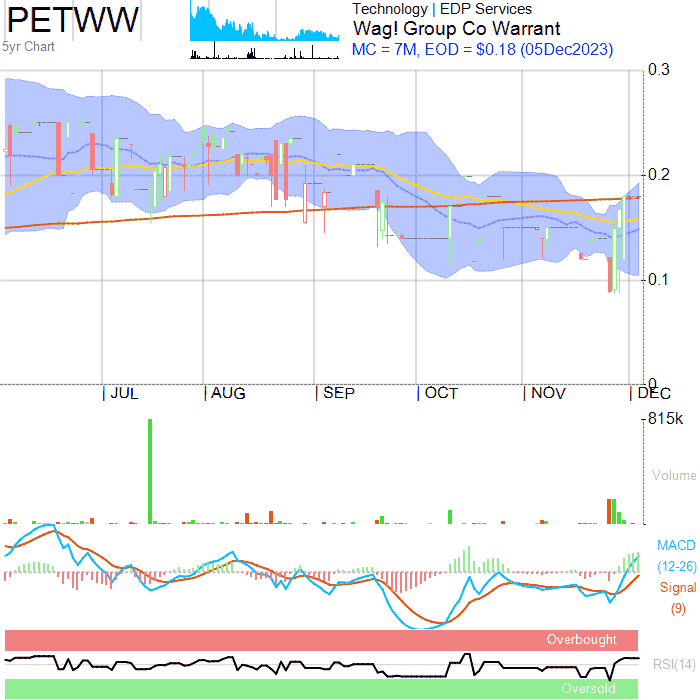 PETWW
5yr Chart
Technology | EDP Services
Wag! Group Co Warrant
MC = 7M, EOD = $0.18 (05Dec2023)
0.3
0.2
0.1
0
| JUL | AUG | SEP | OCT | NOV | DEC
815k
Volume
MACD
(12-26)
Signal
(9)
Overbought
RSI(14)
Oversold